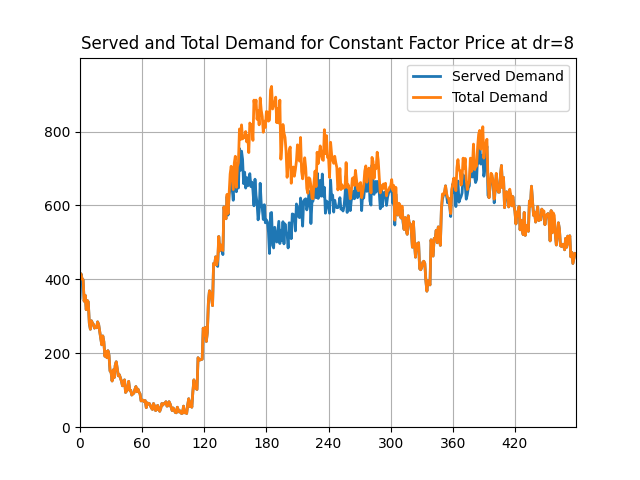 Served and Total Demand for Constant Factor Price at dr=8
Served Demand
Total Demand
800
600
400
200
0
0 60 120 180 240 300 360 420